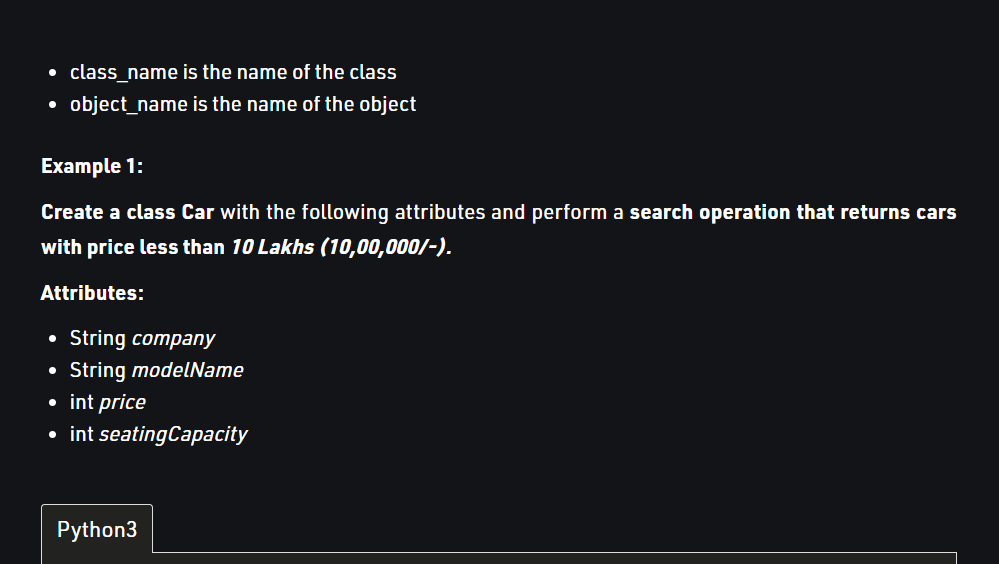 class_name is the name of the class
object_name is the name of the object
Example 1:
Create a class Car with the following attributes and perform a search operation that returns cars
with price less than 10 Lakhs (10,00,000/-).
Attributes:
String company
String modelName
int price
int seatingCapacity
Python3